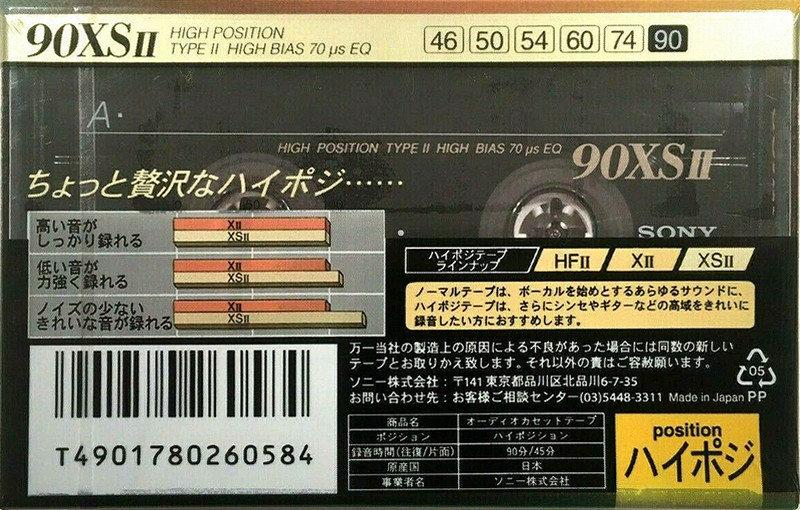 90XSII
HIGH POSITION
TYPE II HIGH BIAS 70 μs EQ
46 50 54 60 74 90
A·
HIGH POSITION TYPE II HIGH BIAS 70 μs EQ 90XSII
ちょっと贅沢なハイポジ……
SONY
高い音が
しっかり録れる
XII
XSII
低い音が
力強く録れる
XII
XSII
ノイズの少ない
きれいな音が録れる
XII
XSII
ハイポジテープ
ラインナップ
HFII XII XSII
ノーマルテープは、ボーカルを始めとするあらゆるサウンドに、
ハイポジテープは、さらにシンセやギターなどの高域をきれいに
録音したい方におすすめします。
万一当社の製造上の原因による不良があった場合には同数の新しい
テープとお取りかえ致します。それ以外の責はご容赦願います。
ソニー株式会社:〒141 東京都品川区北品川6-7-35
お問い合わせ先:お客様ご相談センター(03)5448-3311 Made in Japan
05
PP
T4901780260584
商品名 オーディオカセットテープ
ポジション ハイポジション
録音時間(往復/片面) 90分/45分
原産国 日本
事業者名 ソニー株式会社
position
ハイポジ